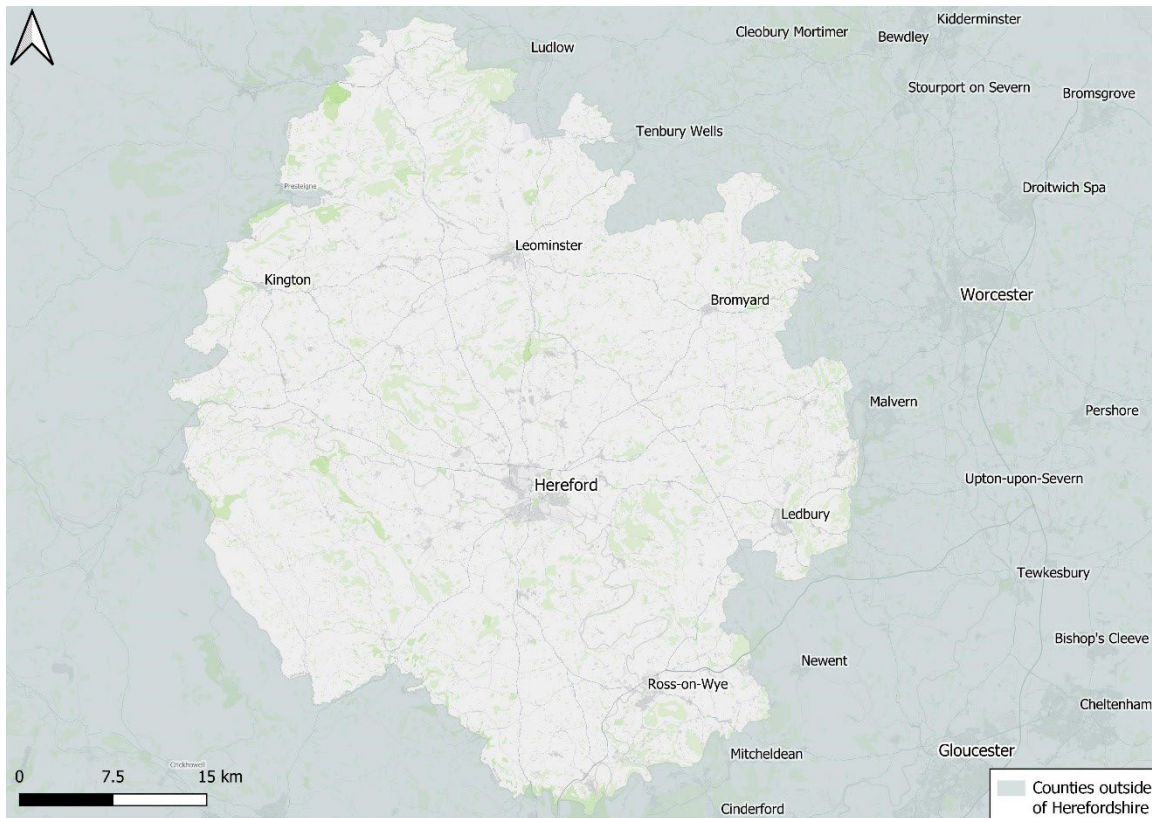 Kidderminster
Cleobury Mortimer
Bewdley
Ludlow
Stourport on Severn
Bromsgrove
Tenbury Wells
Presteigne
Droitwich Spa
Leominster
Kington
Worcester
Bromyard
Malvern
Pershore
Upton-upon-Severn
Hereford
Ledbury
Tewkesbury
Bishop's Cleeve
Newent
Ross-on-Wye
Cheltenham
Mitcheldean
Gloucester
Crickhowell
0 7.5 15 km
Counties outside
of Herefordshire
Cinderford